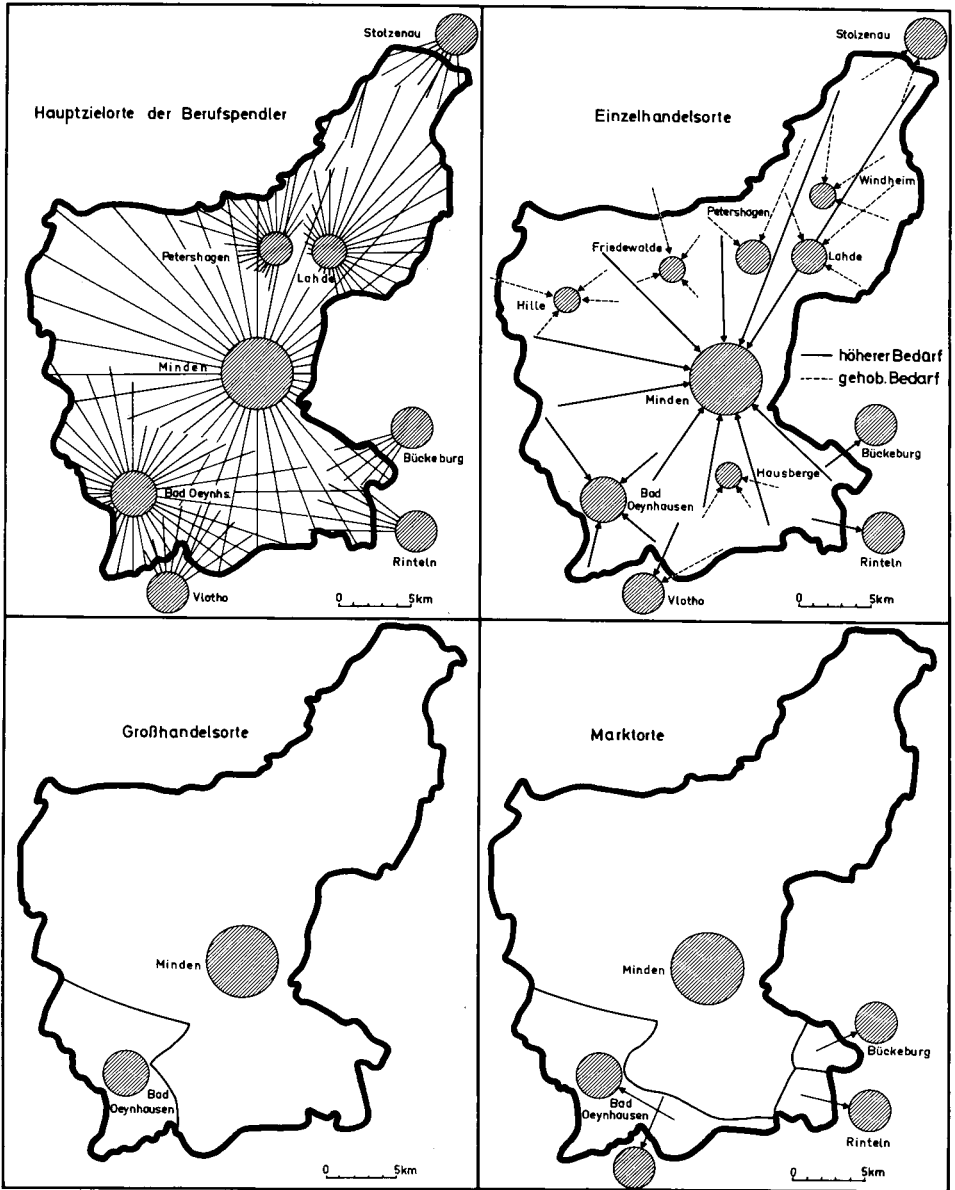 Stolzenau
Hauptzielorte der Berufspendler
Petershagen
Lahde
Minden
Bückeburg
Bad Oeynhs.
Rinteln
Vlotho
0 5km
Stolzenau
Einzelhandelsorte
Windheim
Petershagen
Friedewalde
Lahde
Hille
höherer Bedarf
gehob. Bedarf
Minden
Bückeburg
Hausberge
Bad
Oeynhausen
Rinteln
Vlotho
0 5km
Großhandelsorte
Minden
Bad
Oeynhausen
0 5km
Marktorte
Minden
Bückeburg
Bad
Oeynhausen
Rinteln
0 5km